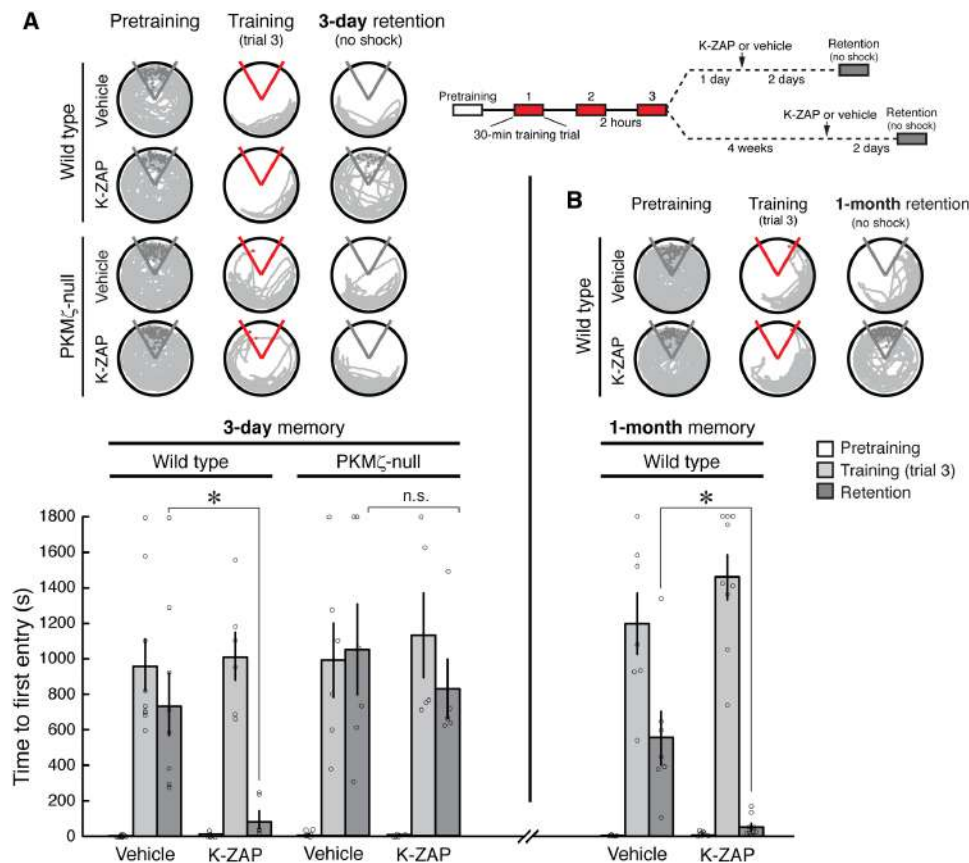 A
Pretraining
Training
(trial 3)
3-day retention
(no shock)
Wild type
Vehicle
K-ZAP
PKMζ-null
Vehicle
K-ZAP
K-ZAP or vehicle
Retention
(no shock)
1 day
2 days
Pretraining
1
2
3
2 hours
30-min training trial
K-ZAP or vehicle
Retention
(no shock)
4 weeks
2 days
B
Pretraining
Training
(trial 3)
1-month retention
(no shock)
Wild type
Vehicle
K-ZAP
3-day memory
Wild type
PKMζ-null
*
n.s.
1-month memory
Wild type
*
Pretraining
Training (trial 3)
Retention
Time to first entry (s)
1800
1600
1400
1200
1000
800
600
400
200
0
Vehicle
K-ZAP
Vehicle
K-ZAP
Vehicle
K-ZAP